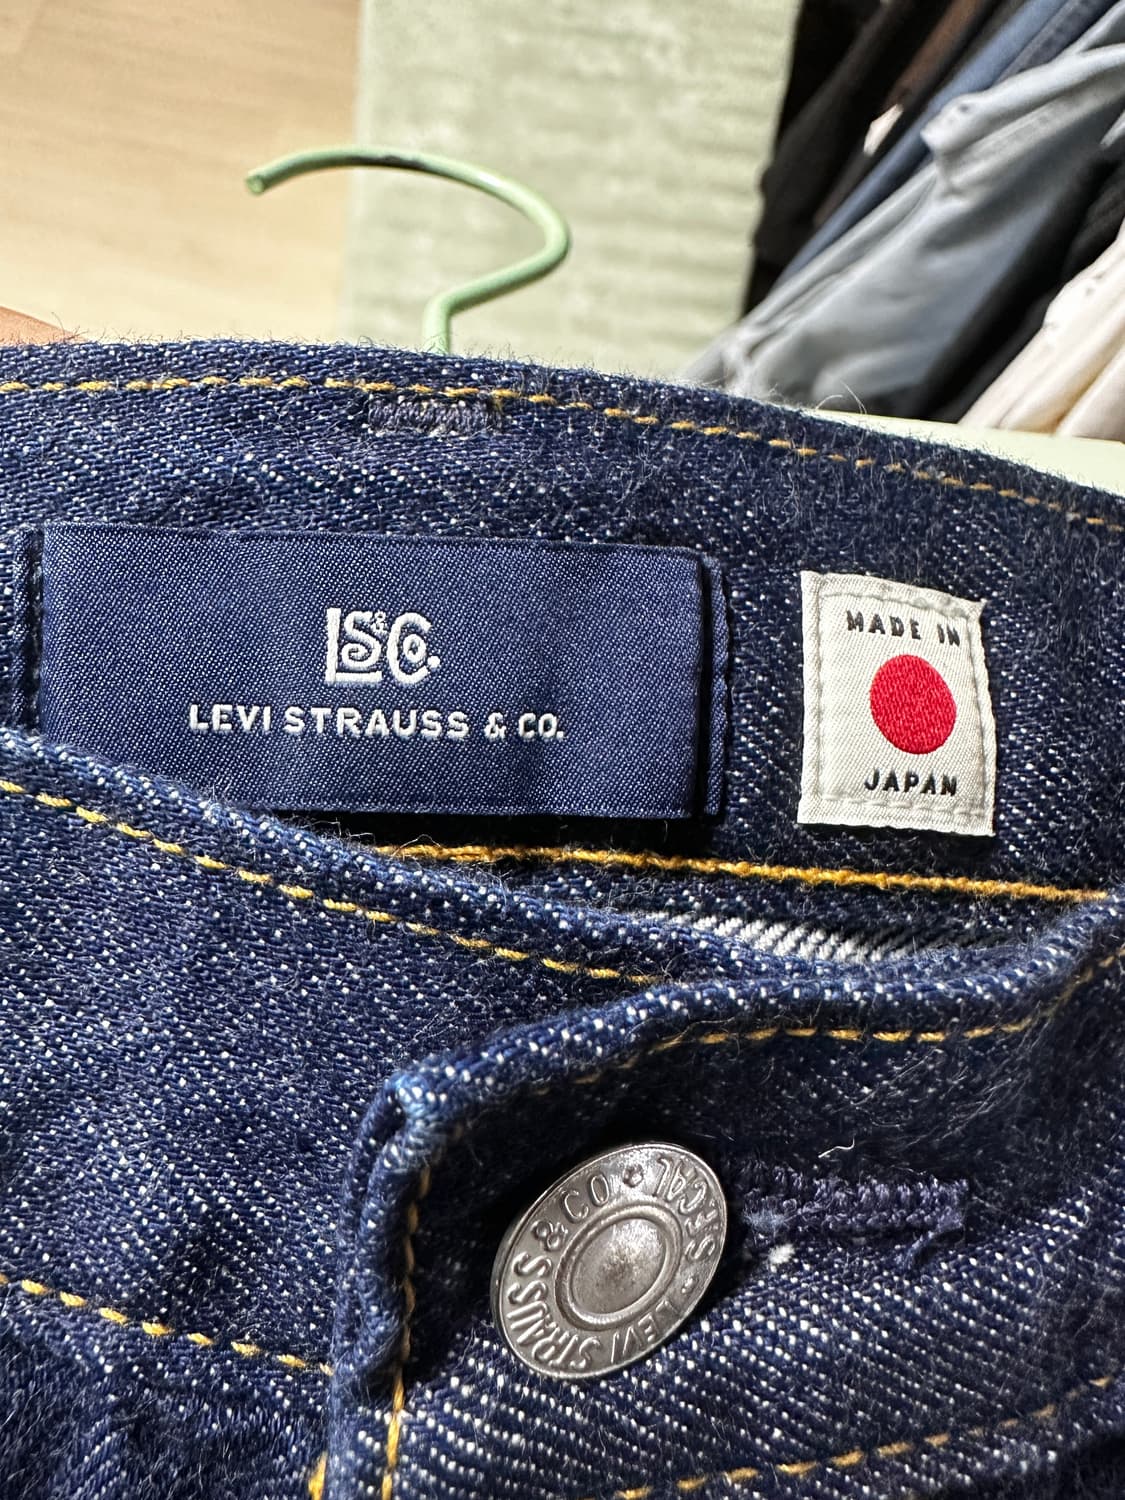 LS&Co.
LEVI STRAUSS & CO.
MADE IN
JAPAN
LEVI STRAUSS & CO · S.F. CAL ·